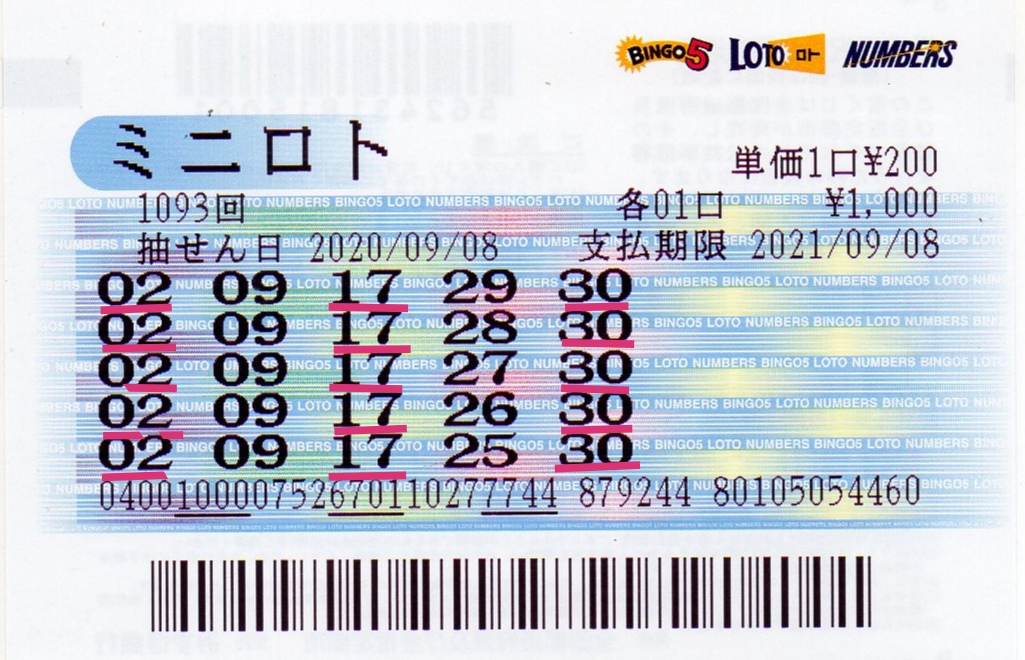 BINGO5 LOTO ロト NUMBERS
ミニロト
単価1口¥200
1093回 各01口 ¥1,000
抽せん日 2020/09/08 支払期限 2021/09/08
02 09 17 29 30
02 09 17 28 30
02 09 17 27 30
02 09 17 26 30
02 09 17 25 30
040010000752670110277744 879244 80105054460